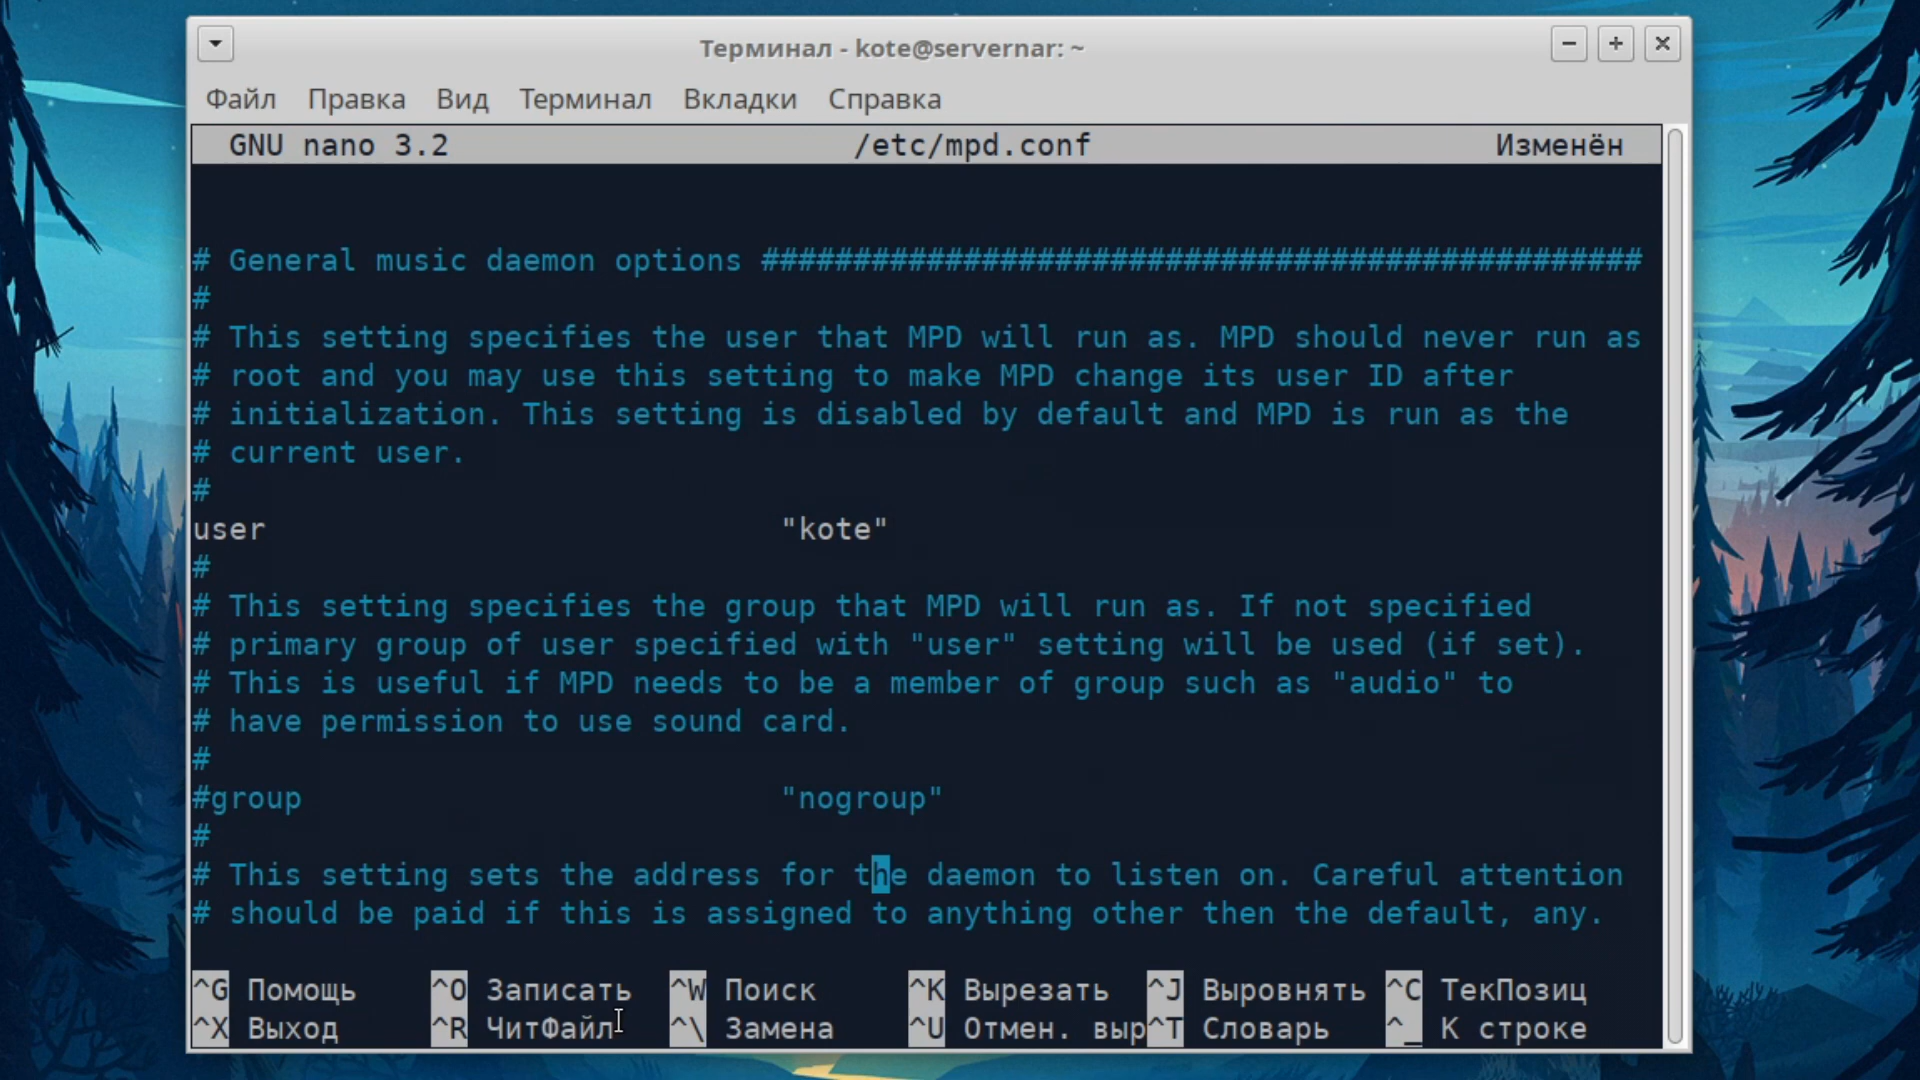 Терминал - kote@servernar: ~
Файл Правка Вид Терминал Вкладки Справка
GNU nano 3.2 /etc/mpd.conf Изменён
# General music daemon options ################################################
#
# This setting specifies the user that MPD will run as. MPD should never run as
# root and you may use this setting to make MPD change its user ID after
# initialization. This setting is disabled by default and MPD is run as the
# current user.
#
user "kote"
#
# This setting specifies the group that MPD will run as. If not specified
# primary group of user specified with "user" setting will be used (if set).
# This is useful if MPD needs to be a member of group such as "audio" to
# have permission to use sound card.
#
#group "nogroup"
#
# This setting sets the address for the daemon to listen on. Careful attention
# should be paid if this is assigned to anything other then the default, any.
^G Помощь ^O Записать ^W Поиск ^K Вырезать ^J Выровнять ^C ТекПозиц
^X Выход ^R ЧитФайл ^\ Замена ^U Отмен. выр ^T Словарь ^_ К строке